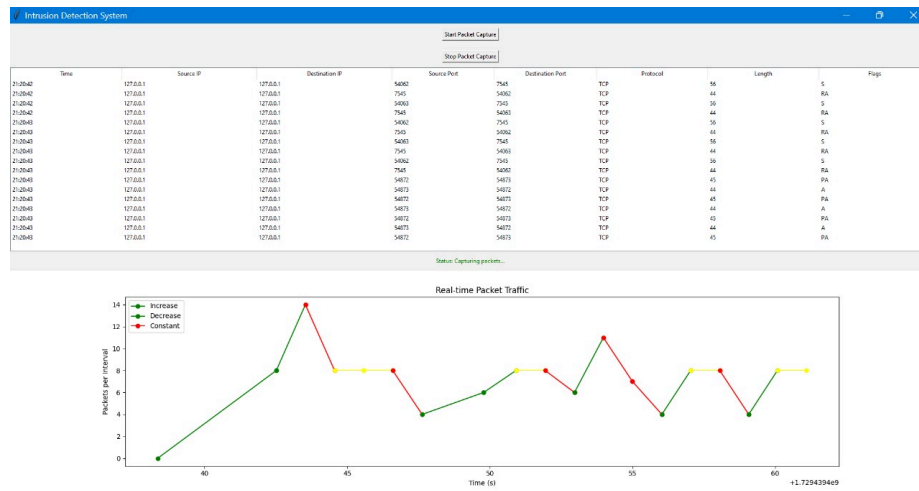 Intrusion Detection System
Start Packet Capture
Stop Packet Capture
Time Source IP Destination IP Source Port Destination Port Protocol Length Flags
21:20:42 127.0.0.1 127.0.0.1 54062 7545 TCP 56 S
21:20:42 127.0.0.1 127.0.0.1 7545 54062 TCP 44 RA
21:20:42 127.0.0.1 127.0.0.1 54063 7545 TCP 56 S
21:20:42 127.0.0.1 127.0.0.1 7545 54063 TCP 44 RA
21:20:43 127.0.0.1 127.0.0.1 54062 7545 TCP 56 S
21:20:43 127.0.0.1 127.0.0.1 7545 54062 TCP 44 RA
21:20:43 127.0.0.1 127.0.0.1 54063 7545 TCP 56 S
21:20:43 127.0.0.1 127.0.0.1 7545 54063 TCP 44 RA
21:20:43 127.0.0.1 127.0.0.1 54062 7545 TCP 56 S
21:20:43 127.0.0.1 127.0.0.1 7545 54062 TCP 44 RA
21:20:43 127.0.0.1 127.0.0.1 54872 54873 TCP 45 PA
21:20:43 127.0.0.1 127.0.0.1 54873 54872 TCP 44 A
21:20:43 127.0.0.1 127.0.0.1 54872 54873 TCP 45 PA
21:20:43 127.0.0.1 127.0.0.1 54873 54872 TCP 44 A
21:20:43 127.0.0.1 127.0.0.1 54872 54873 TCP 45 PA
21:20:43 127.0.0.1 127.0.0.1 54873 54872 TCP 44 A
21:20:43 127.0.0.1 127.0.0.1 54872 54873 TCP 45 PA
Status: Capturing packets...
Real-time Packet Traffic
Increase
Decrease
Constant
Packets per Interval
14
12
10
8
6
4
2
0
40 45 50 55 60
Time (s)
+1.7294394e9